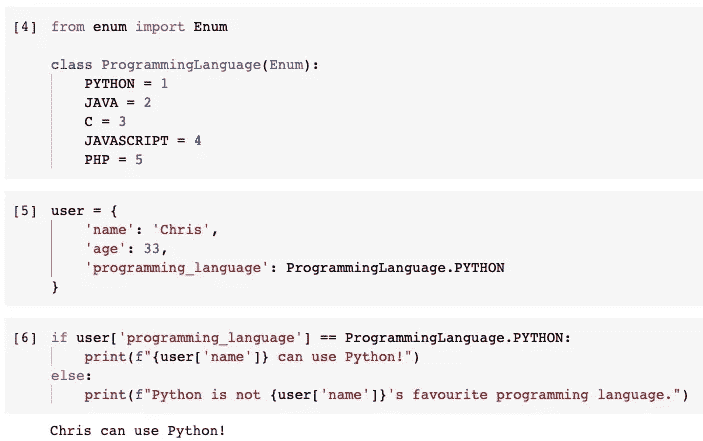 [4] from enum import Enum
class ProgrammingLanguage(Enum):
    PYTHON = 1
    JAVA = 2
    C = 3
    JAVASCRIPT = 4
    PHP = 5
[5] user = {
    'name': 'Chris',
    'age': 33,
    'programming_language': ProgrammingLanguage.PYTHON
}
[6] if user['programming_language'] == ProgrammingLanguage.PYTHON:
    print(f"{user['name']} can use Python!")
else:
    print(f"Python is not {user['name']}'s favourite programming language.")
Chris can use Python!